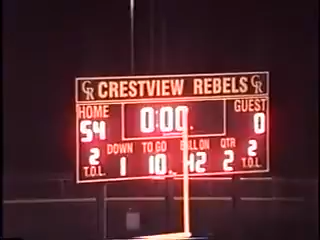 CR CRESTVIEW REBELS CR
HOME 0:00 GUEST
54 0
DOWN TO GO BALL ON QTR
2 1 10 42 2 2
T.O.L. T.O.L.